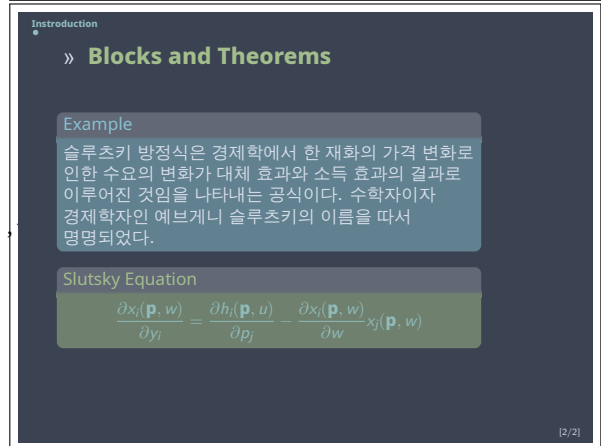 Instroduction
» Blocks and Theorems
Example
슬루츠키 방정식은 경제학에서 한 재화의 가격 변화로
인한 수요의 변화가 대체 효과와 소득 효과의 결과로
이루어진 것임을 나타내는 공식이다. 수학자이자
경제학자인 예브게니 슬루츠키의 이름을 따서
명명되었다.
,
Slutsky Equation
∂xᵢ(𝐩, w)/∂yᵢ = ∂hᵢ(𝐩, u)/∂pⱼ − ∂xᵢ(𝐩, w)/∂w xⱼ(𝐩, w)
[2/2]